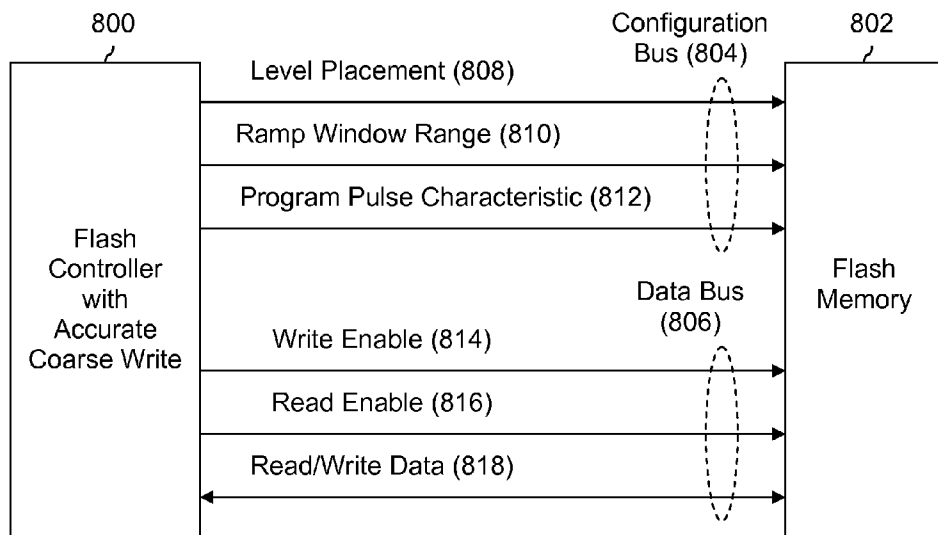 800
Configuration
Bus (804)
802
Level Placement (808)
Ramp Window Range (810)
Program Pulse Characteristic (812)
Flash
Controller
with
Accurate
Coarse Write
Flash
Memory
Data Bus
(806)
Write Enable (814)
Read Enable (816)
Read/Write Data (818)